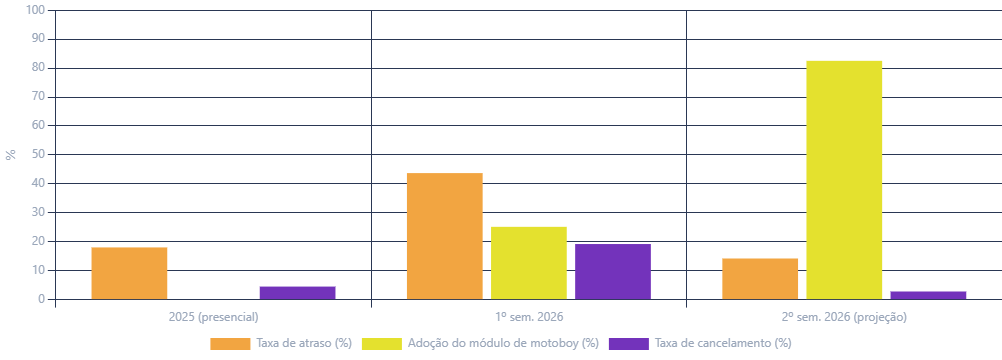 100
90
80
70
60
50
40
30
20
10
0
%
2025 (presencial)
1º sem. 2026
2º sem. 2026 (projeção)
Taxa de atraso (%)
Adoção do módulo de motoboy (%)
Taxa de cancelamento (%)